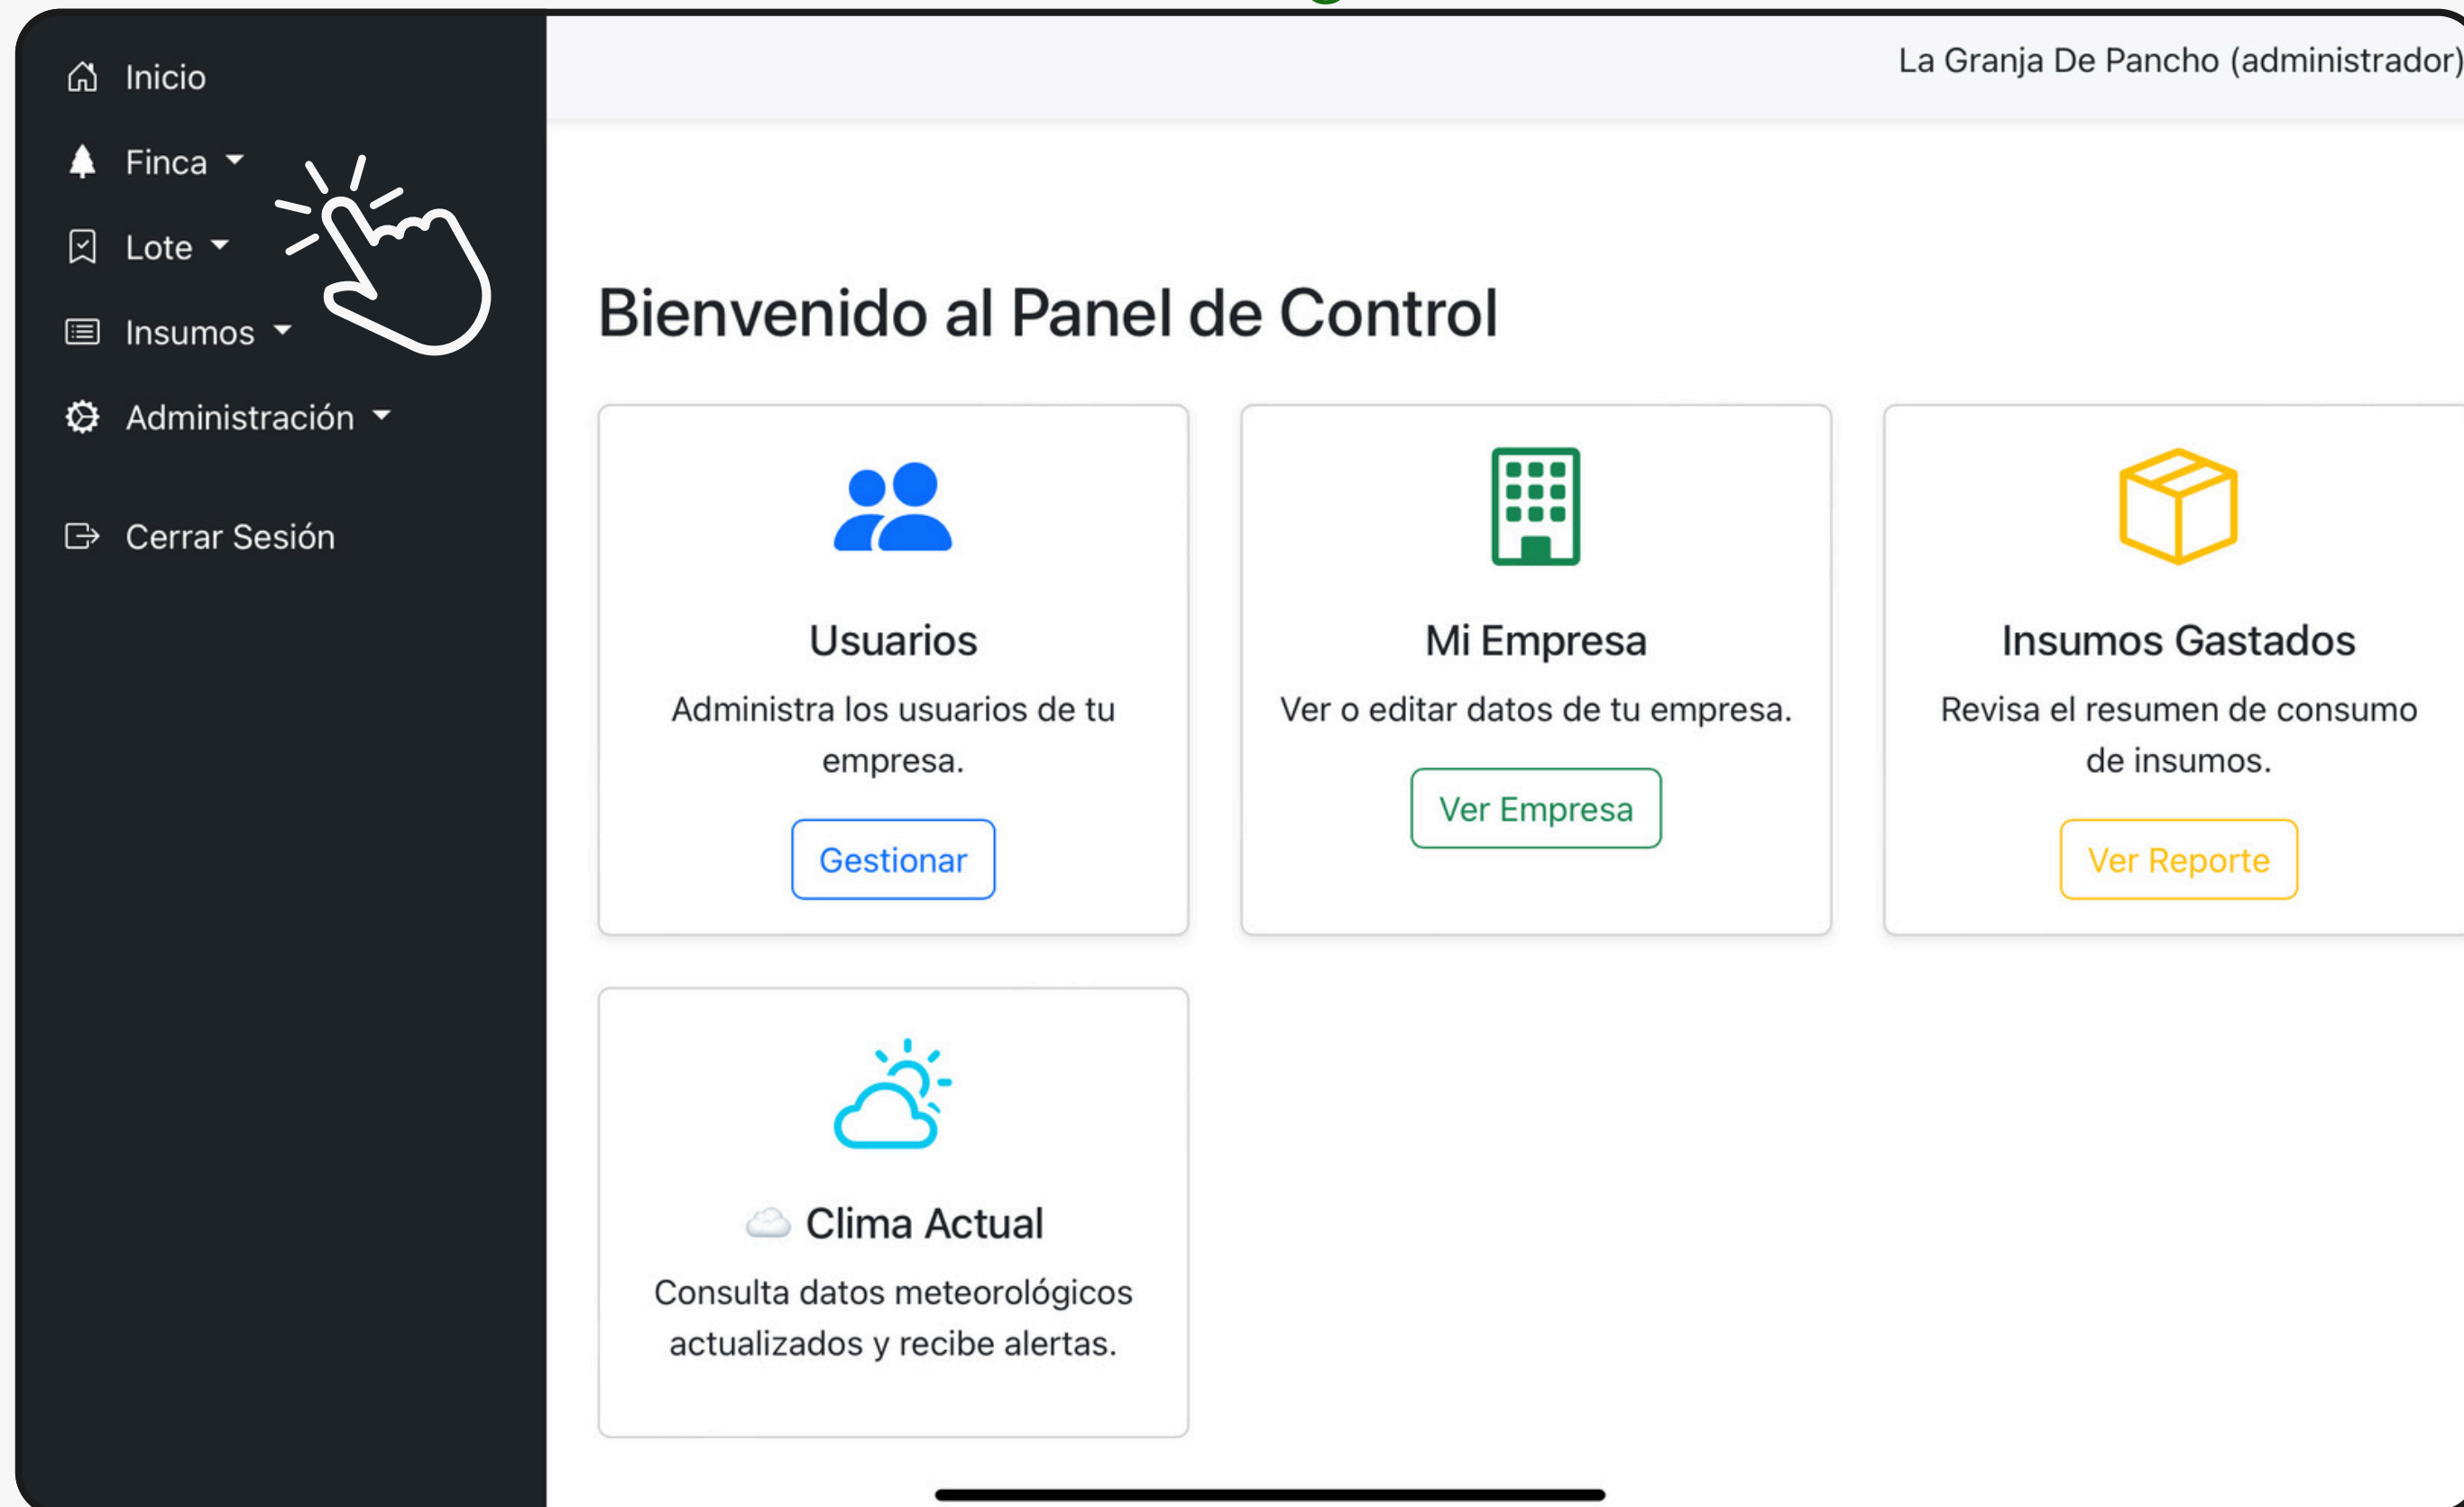 Inicio
Finca
Lote
Insumos
Administración
Cerrar Sesión
La Granja De Pancho (administrador)
Bienvenido al Panel de Control
Usuarios
Administra los usuarios de tu
empresa.
Gestionar
Mi Empresa
Ver o editar datos de tu empresa.
Ver Empresa
Insumos Gastados
Revisa el resumen de consumo
de insumos.
Ver Reporte
Clima Actual
Consulta datos meteorológicos
actualizados y recibe alertas.